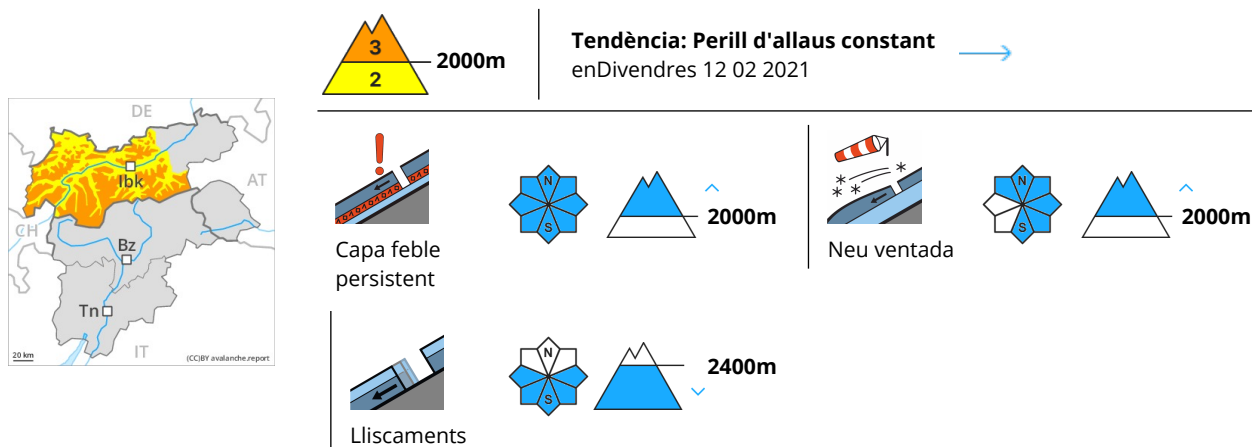 3
2
2000m
Tendència: Perill d'allaus constant
enDivendres 12 02 2021
DE
AT
CH
IT
Ibk
Bz
Tn
20 km
(CC)BY avalanche.report
N
S
2000m
Capa feble
persistent
N
S
2000m
Neu ventada
N
S
2400m
Lliscaments